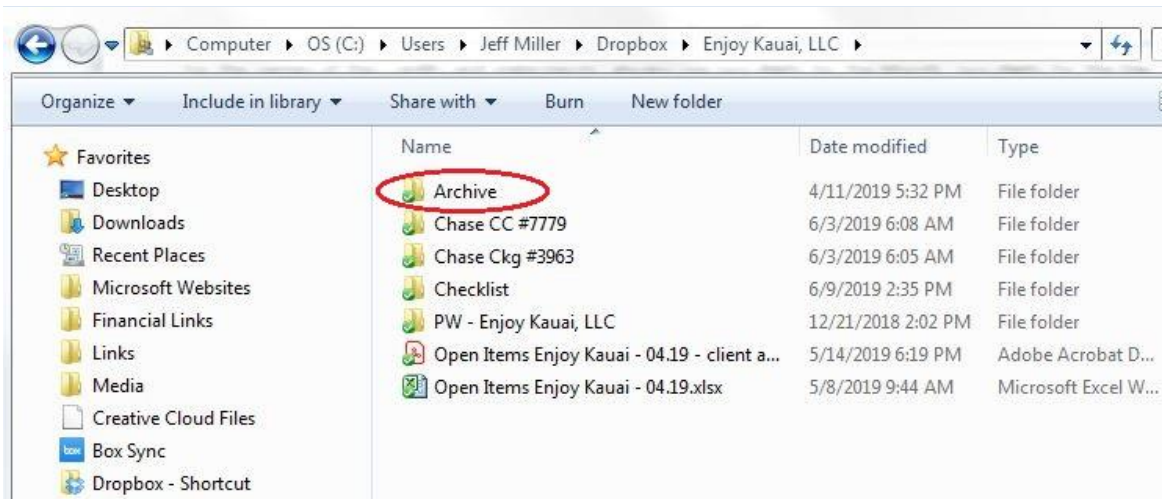 Computer ▸ OS (C:) ▸ Users ▸ Jeff Miller ▸ Dropbox ▸ Enjoy Kauai, LLC ▸
Organize ▾ Include in library ▾ Share with ▾ Burn New folder
Name Date modified Type
Favorites
Desktop
Downloads
Recent Places
Microsoft Websites
Financial Links
Links
Media
Creative Cloud Files
box Box Sync
Dropbox - Shortcut
Archive 4/11/2019 5:32 PM File folder
Chase CC #7779 6/3/2019 6:08 AM File folder
Chase Ckg #3963 6/3/2019 6:05 AM File folder
Checklist 6/9/2019 2:35 PM File folder
PW - Enjoy Kauai, LLC 12/21/2018 2:02 PM File folder
Open Items Enjoy Kauai - 04.19 - client a... 5/14/2019 6:19 PM Adobe Acrobat D...
Open Items Enjoy Kauai - 04.19.xlsx 5/8/2019 9:44 AM Microsoft Excel W...